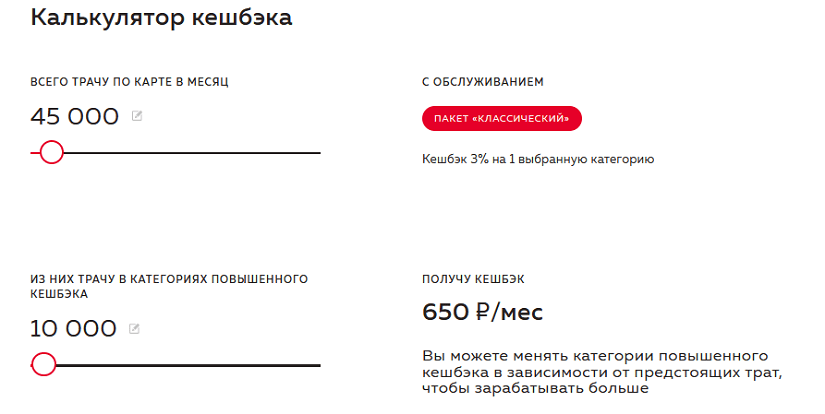 Калькулятор кешбэка
ВСЕГО ТРАЧУ ПО КАРТЕ В МЕСЯЦ
45 000
С ОБСЛУЖИВАНИЕМ
ПАКЕТ «КЛАССИЧЕСКИЙ»
Кешбэк 3% на 1 выбранную категорию
ИЗ НИХ ТРАЧУ В КАТЕГОРИЯХ ПОВЫШЕННОГО
КЕШБЭКА
10 000
ПОЛУЧУ КЕШБЭК
650 ₽/мес
Вы можете менять категории повышенного
кешбэка в зависимости от предстоящих трат,
чтобы зарабатывать больше